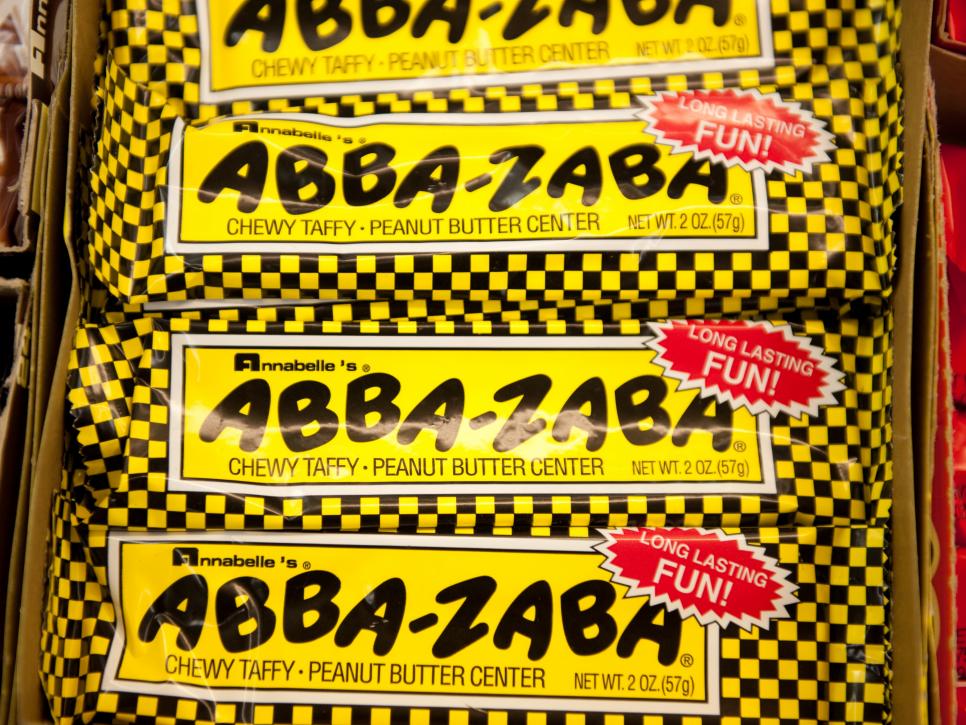 ABBA-ZABA®
CHEWY TAFFY · PEANUT BUTTER CENTER NET WT. 2 OZ. (57g)
Annabelle's®
LONG LASTING
FUN!
ABBA-ZABA®
CHEWY TAFFY · PEANUT BUTTER CENTER NET WT. 2 OZ. (57g)
Annabelle's®
LONG LASTING
FUN!
ABBA-ZABA®
CHEWY TAFFY · PEANUT BUTTER CENTER NET WT. 2 OZ. (57g)
Annabelle's®
LONG LASTING
FUN!
ABBA-ZABA®
CHEWY TAFFY · PEANUT BUTTER CENTER NET WT. 2 OZ. (57g)